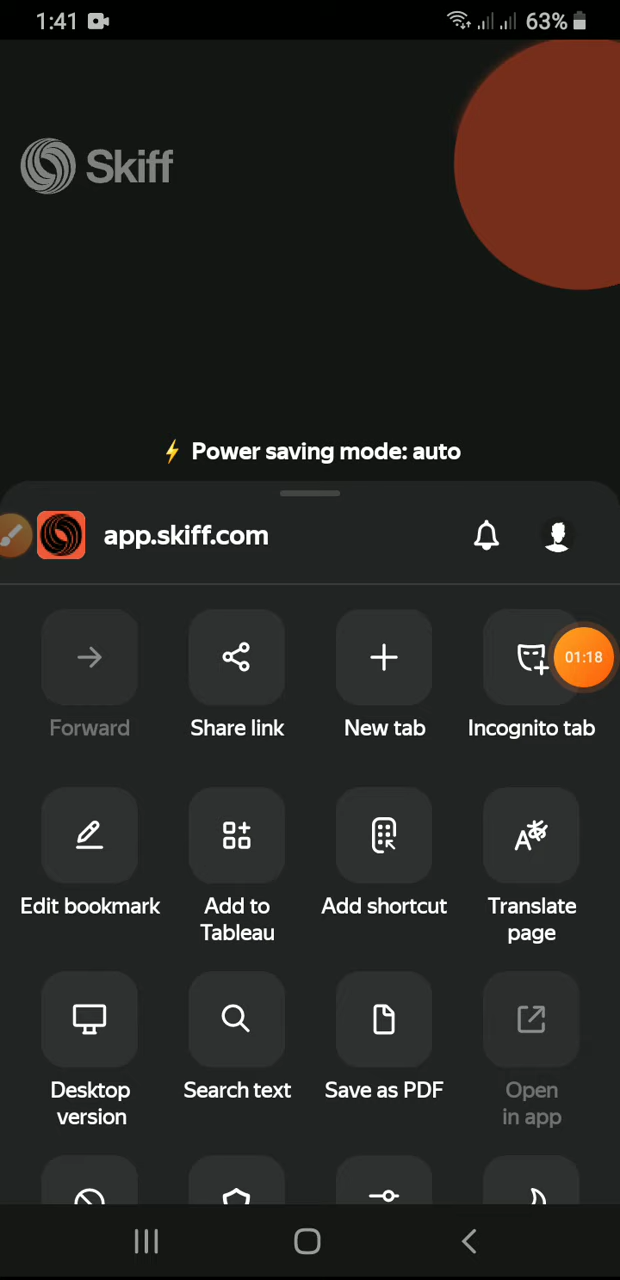 1:41
63%
Skiff
⚡ Power saving mode: auto
app.skiff.com
Forward
Share link
New tab
Incognito tab
01:18
Edit bookmark
Add to
Tableau
Add shortcut
Translate
page
Desktop
version
Search text
Save as PDF
Open
in app